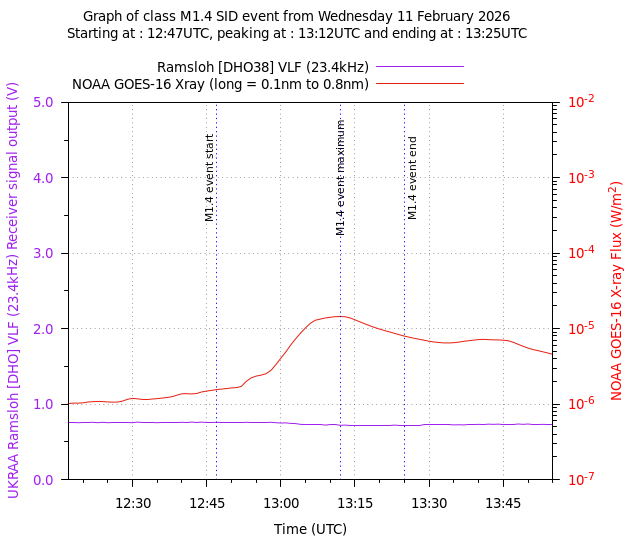 Graph of class M1.4 SID event from Wednesday 11 February 2026
Starting at : 12:47UTC, peaking at : 13:12UTC and ending at : 13:25UTC
Ramsloh [DHO38] VLF (23.4kHz)
NOAA GOES-16 Xray (long = 0.1nm to 0.8nm)
UKRAA Ramsloh [DHO] VLF (23.4kHz) Receiver signal output (V)
5.0
4.0
3.0
2.0
1.0
0.0
M1.4 event start
M1.4 event maximum
M1.4 event end
10-2
10-3
10-4
10-5
10-6
10-7
NOAA GOES-16 X-ray Flux (W/m2)
12:30 12:45 13:00 13:15 13:30 13:45
Time (UTC)